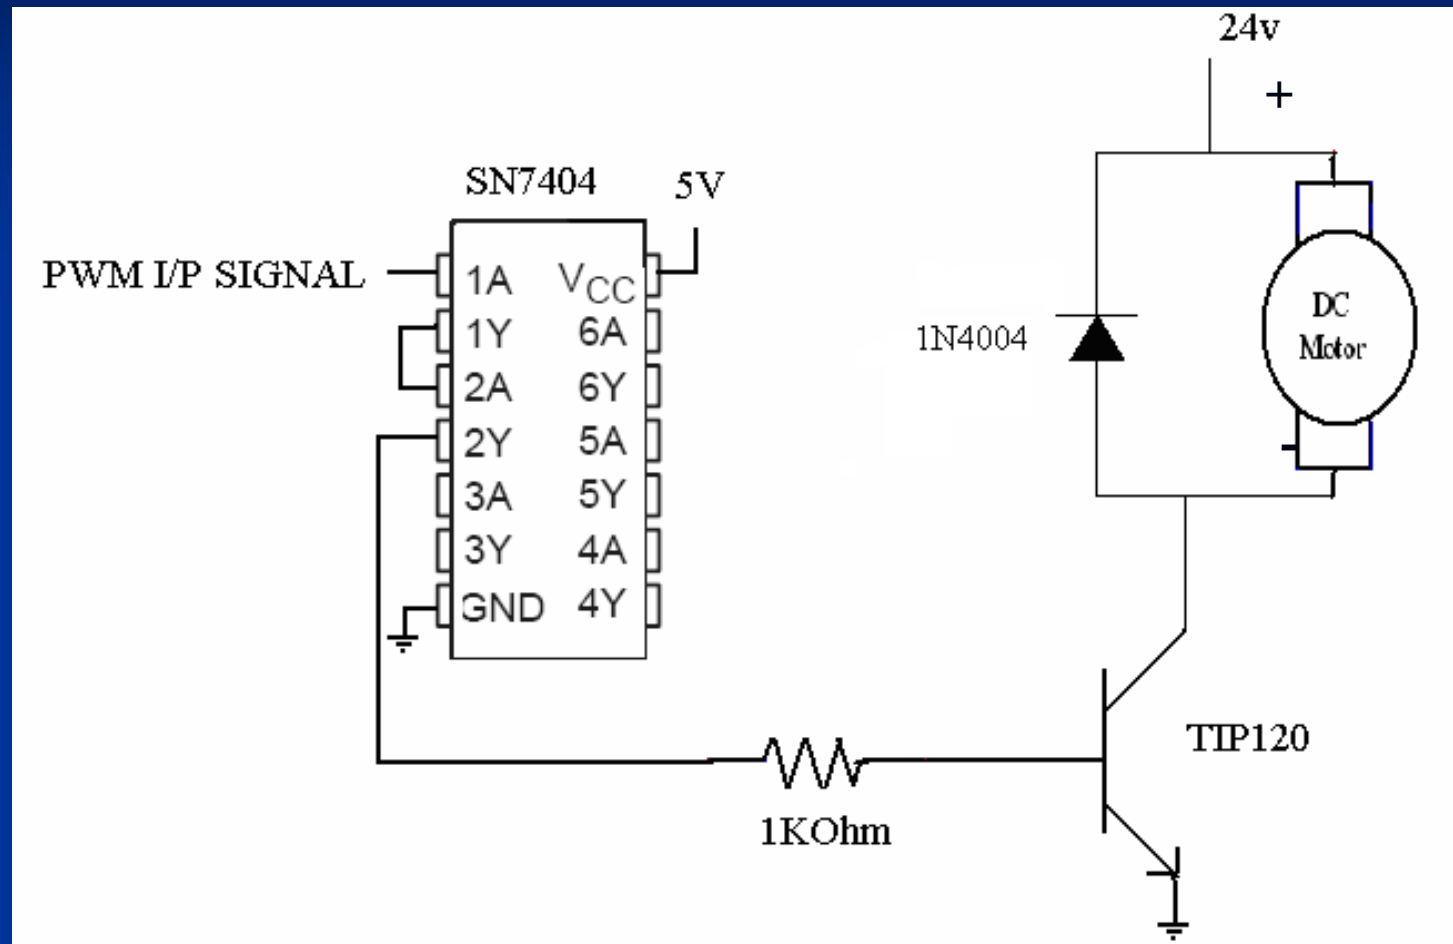 24v
+
SN7404
5V
PWM I/P SIGNAL
1A VCC
1Y 6A
2A 6Y
2Y 5A
3A 5Y
3Y 4A
GND 4Y
1N4004
DC
Motor
-
TIP120
1KOhm